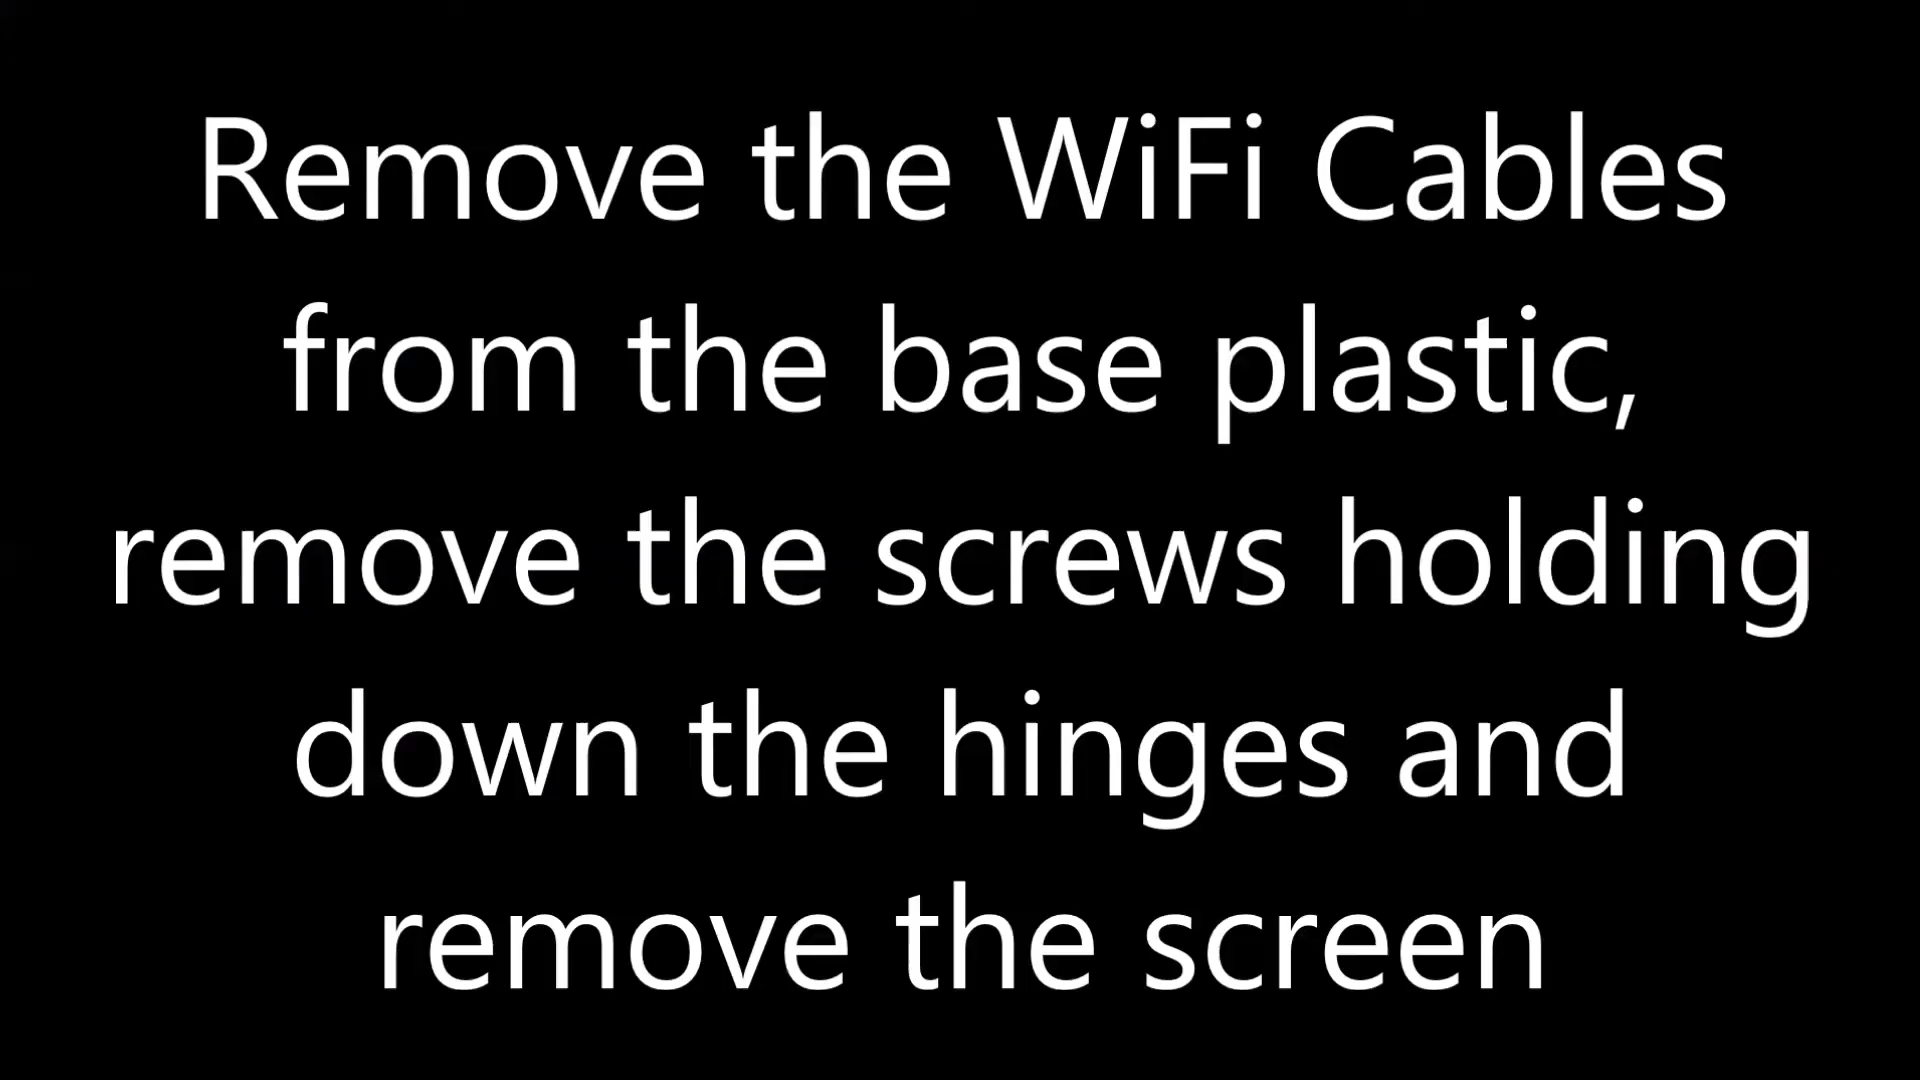 Remove the WiFi Cables
from the base plastic,
remove the screws holding
down the hinges and
remove the screen